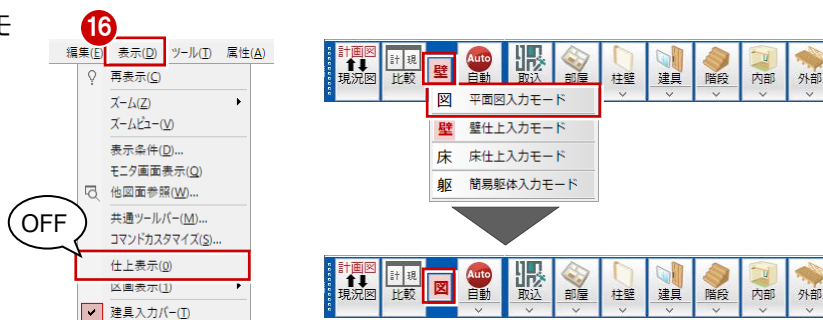 モ
16
編集(E) 表示(D) ツール(T) 属性(A)
再表示(C)
ズーム(Z)
ズームビュー(V)
表示条件(D)...
モニタ画面表示(Q)
他図面参照(W)...
共通ツールバー(M)...
コマンドカスタマイズ(S)...
OFF
仕上表示(0)
区画表示(1)
建具入力バー(T)
計画図
現況図
計 現
比較
壁
Auto
自動
取込
部屋
柱壁
建具
階段
内部
外部
図 平面図入力モード
壁 壁仕上入力モード
床 床仕上入力モード
躯 簡易躯体入力モード
計画図
現況図
計 現
比較
図
Auto
自動
取込
部屋
柱壁
建具
階段
内部
外部